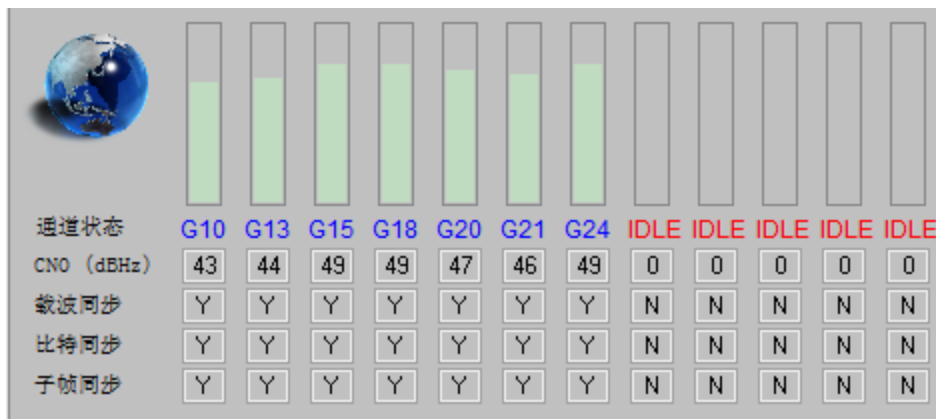 通道状态 G10 G13 G15 G18 G20 G21 G24 IDLE IDLE IDLE IDLE IDLE
CNO (dBHz) 43 44 49 49 47 46 49 0 0 0 0 0
载波同步 Y Y Y Y Y Y Y N N N N N
比特同步 Y Y Y Y Y Y Y N N N N N
子帧同步 Y Y Y Y Y Y Y N N N N N